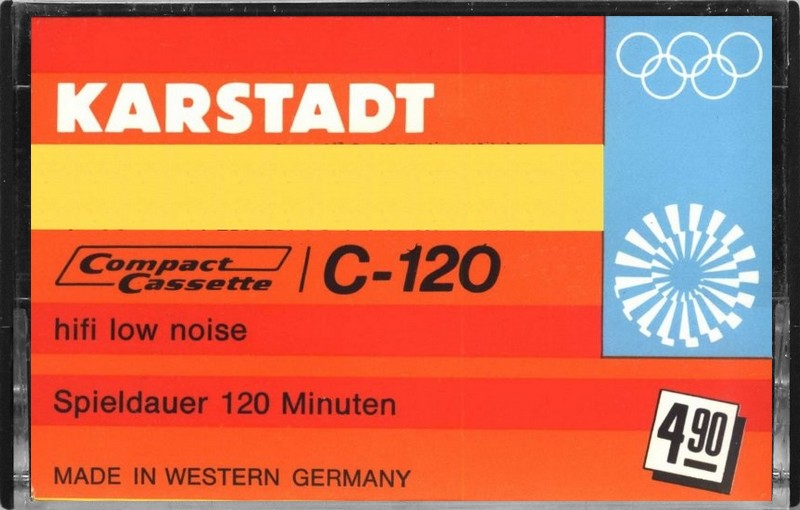 KARSTADT
Compact
Cassette
C-120
hifi low noise
Spieldauer 120 Minuten
4 90
MADE IN WESTERN GERMANY